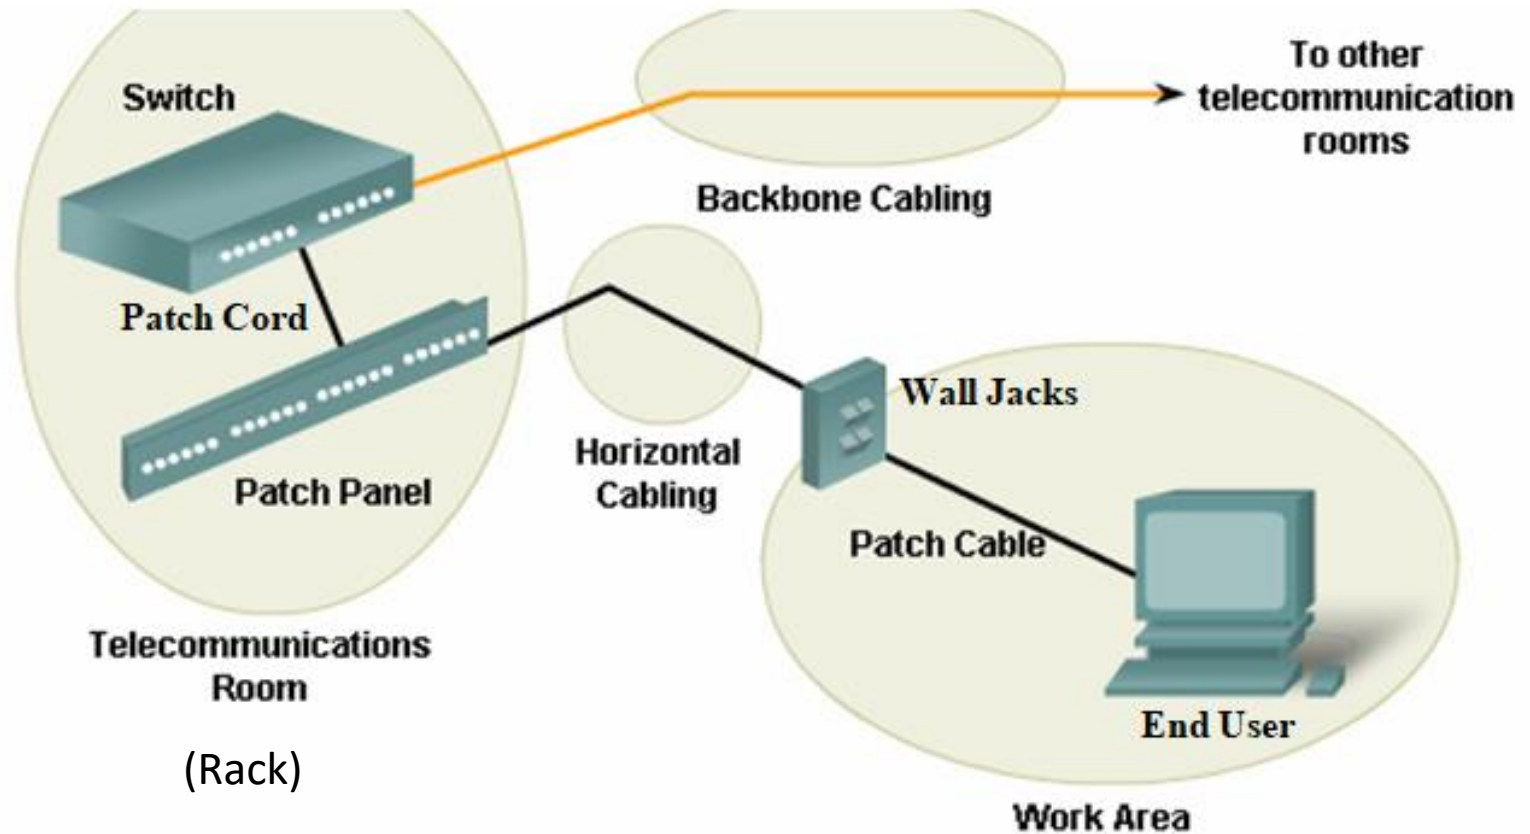 Switch
To other
telecommunication
rooms
Backbone Cabling
Patch Cord
Wall Jacks
Horizontal
Cabling
Patch Panel
Patch Cable
Telecommunications
Room
(Rack)
End User
Work Area